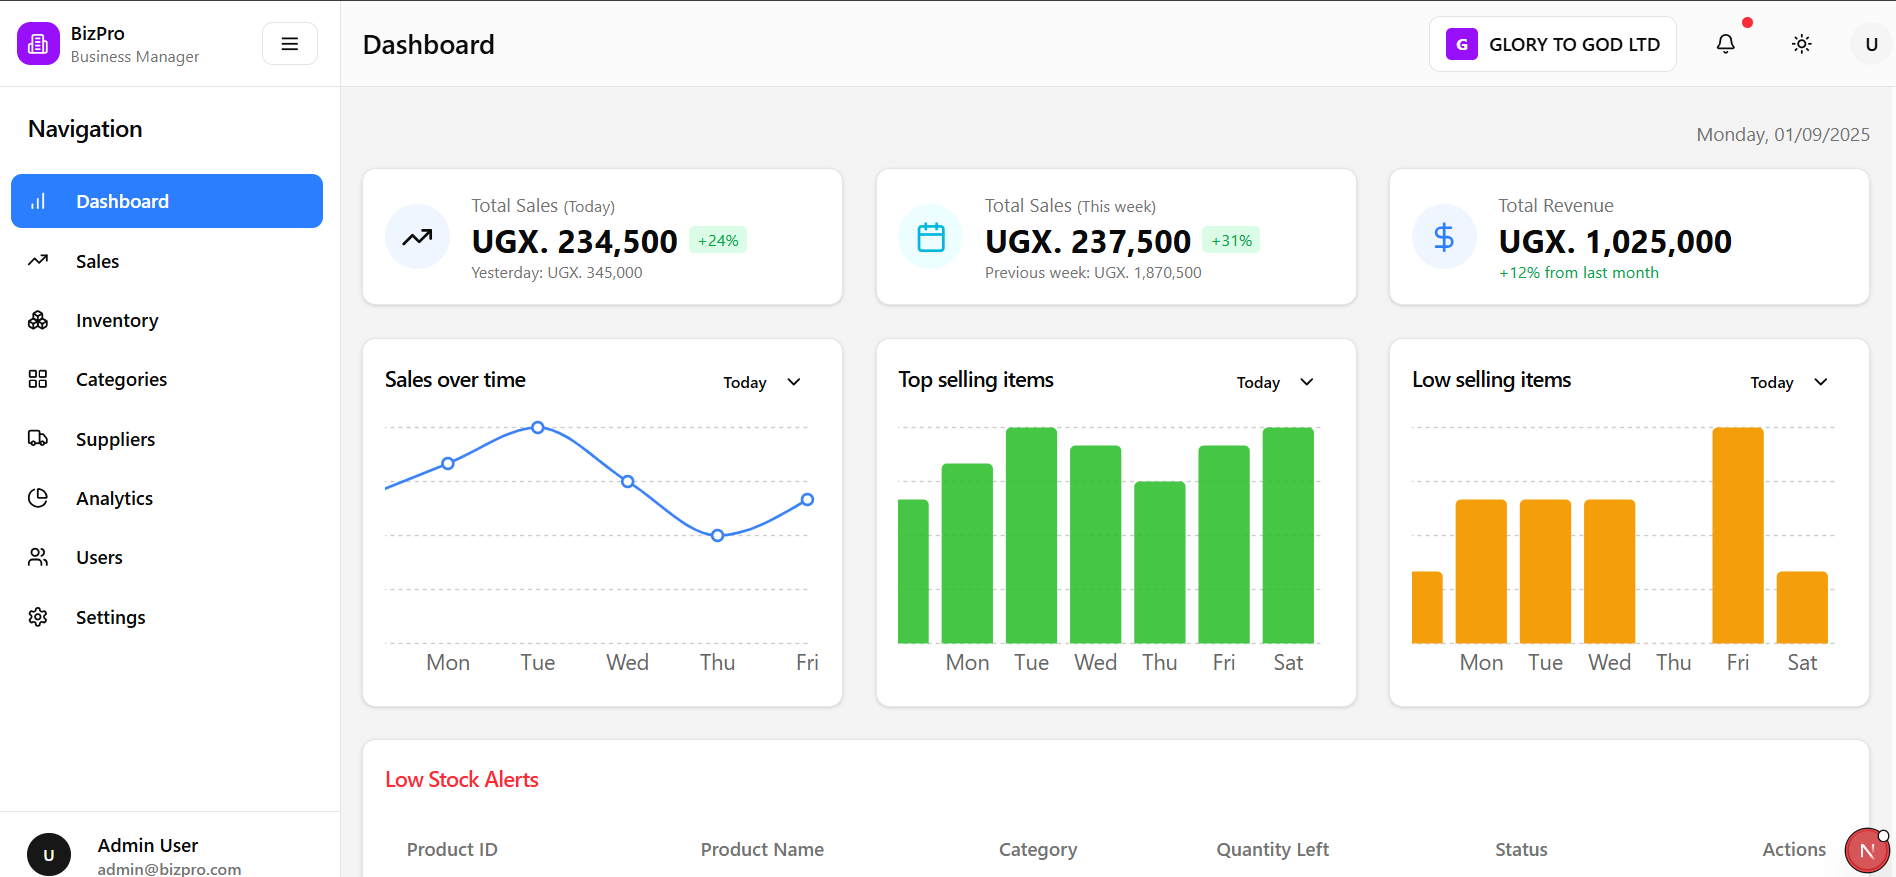 BizPro
Business Manager
Dashboard
G GLORY TO GOD LTD
U
Navigation
Dashboard
Sales
Inventory
Categories
Suppliers
Analytics
Users
Settings
U
Admin User
admin@bizpro.com
Monday, 01/09/2025
Total Sales (Today)
UGX. 234,500 +24%
Yesterday: UGX. 345,000
Total Sales (This week)
UGX. 237,500 +31%
Previous week: UGX. 1,870,500
Total Revenue
UGX. 1,025,000
+12% from last month
Sales over time Today
Mon Tue Wed Thu Fri
Top selling items Today
Mon Tue Wed Thu Fri Sat
Low selling items Today
Mon Tue Wed Thu Fri Sat
Low Stock Alerts
Product ID Product Name Category Quantity Left Status Actions
N